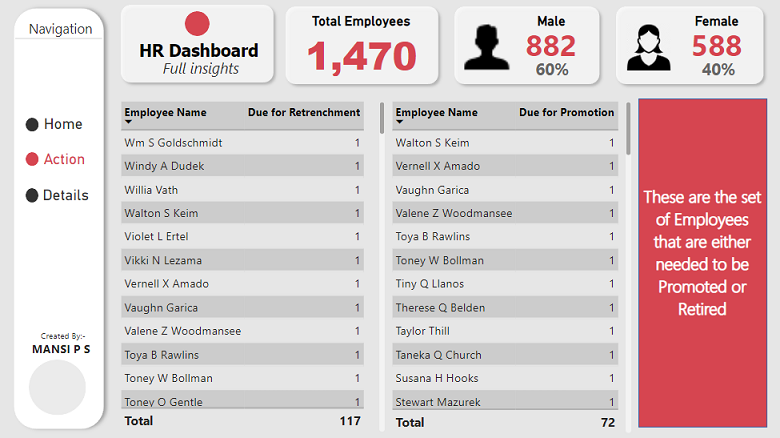 Navigation
Home
Action
Details
Created By:-
MANSI P S
HR Dashboard
Full insights
Total Employees
1,470
Male
882
60%
Female
588
40%
Employee Name Due for Retrenchment
Wm S Goldschmidt 1
Windy A Dudek 1
Willia Vath 1
Walton S Keim 1
Violet L Ertel 1
Vikki N Lezama 1
Vernell X Amado 1
Vaughn Garica 1
Valene Z Woodmansee 1
Toya B Rawlins 1
Toney W Bollman 1
Toney O Gentle 1
Total 117
Employee Name Due for Promotion
Walton S Keim 1
Vernell X Amado 1
Vaughn Garica 1
Valene Z Woodmansee 1
Toya B Rawlins 1
Toney W Bollman 1
Tiny Q Llanos 1
Therese Q Belden 1
Taylor Thill 1
Taneka Q Church 1
Susana H Hooks 1
Stewart Mazurek 1
Total 72
These are the set
of Employees
that are either
needed to be
Promoted or
Retired